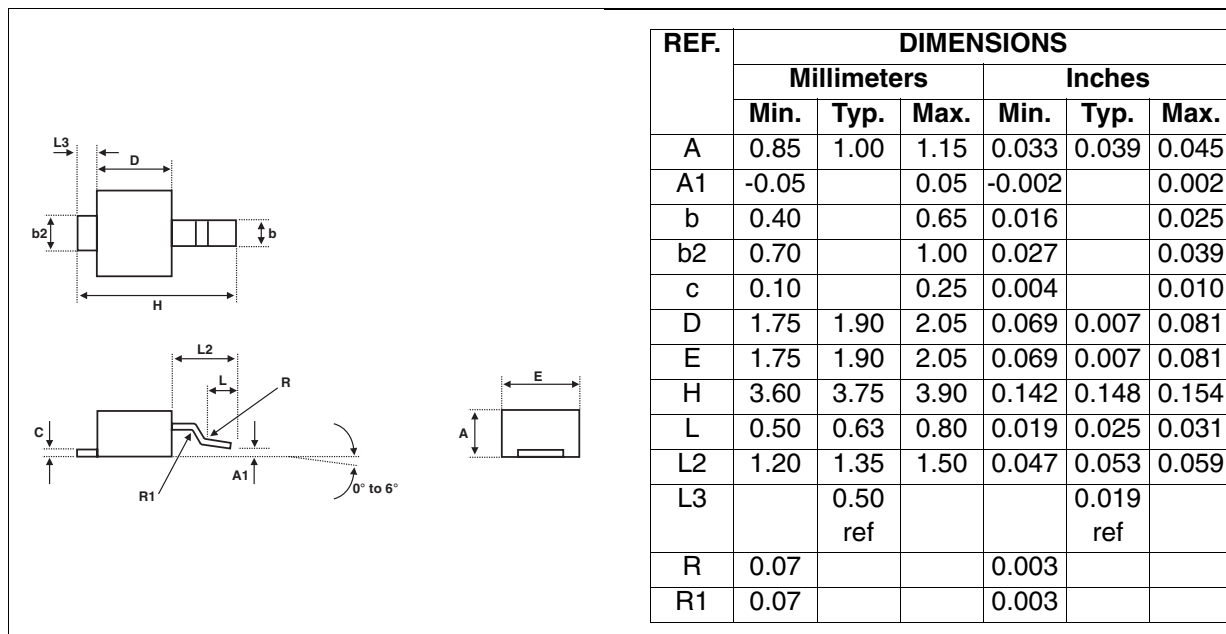 L3
D
b2
b
H
L2
L
R
E
C
A
A1
R1
0° to 6°
REF. DIMENSIONS
Millimeters Inches
Min. Typ. Max. Min. Typ. Max.
A 0.85 1.00 1.15 0.033 0.039 0.045
A1 -0.05 0.05 -0.002 0.002
b 0.40 0.65 0.016 0.025
b2 0.70 1.00 0.027 0.039
c 0.10 0.25 0.004 0.010
D 1.75 1.90 2.05 0.069 0.007 0.081
E 1.75 1.90 2.05 0.069 0.007 0.081
H 3.60 3.75 3.90 0.142 0.148 0.154
L 0.50 0.63 0.80 0.019 0.025 0.031
L2 1.20 1.35 1.50 0.047 0.053 0.059
L3 0.50 0.019
ref ref
R 0.07 0.003
R1 0.07 0.003